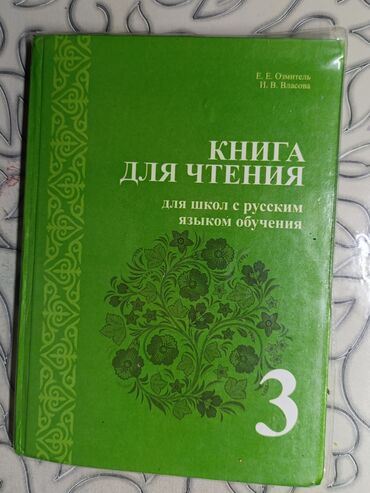 Е. Е. Озмитель
И. В. Власова
КНИГА
ДЛЯ ЧТЕНИЯ
для школ с русским
языком обучения
3